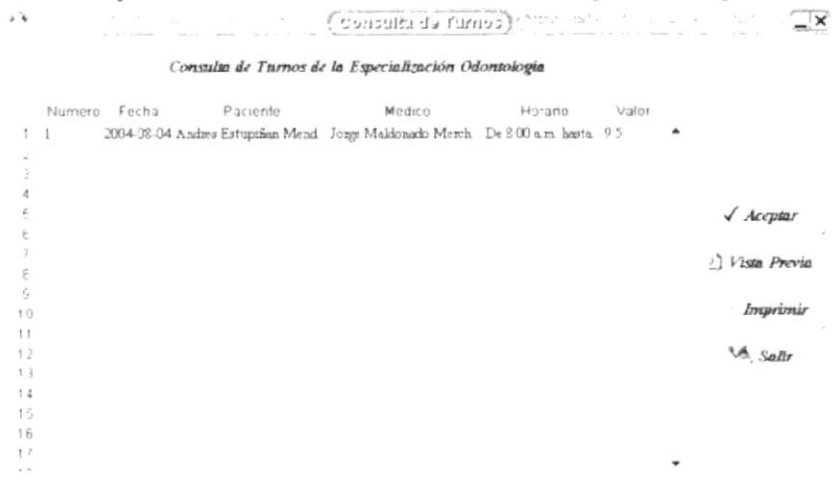 Consulta de Turnos
Consulta de Turnos de la Especialización Odontología
Numero Fecha Paciente Medico Horario Valor
1 1 2004-08-04 Andres Estupiñan Mend Jorge Maldonado Merch De 8:00 a.m. hasta 9.5
2
3
4
5
6
7
8
9
10
11
12
13
14
15
16
17
Aceptar
Vista Previa
Imprimir
Salir